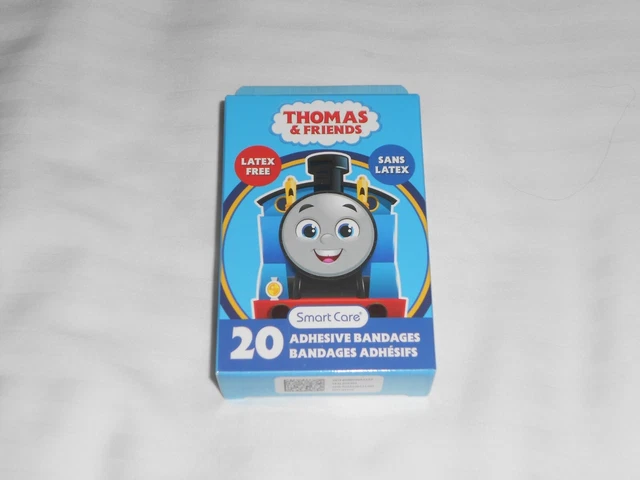 THOMAS
& FRIENDS
LATEX
FREE
SANS
LATEX
Smart Care®
20
ADHESIVE BANDAGES
BANDAGES ADHÉSIFS